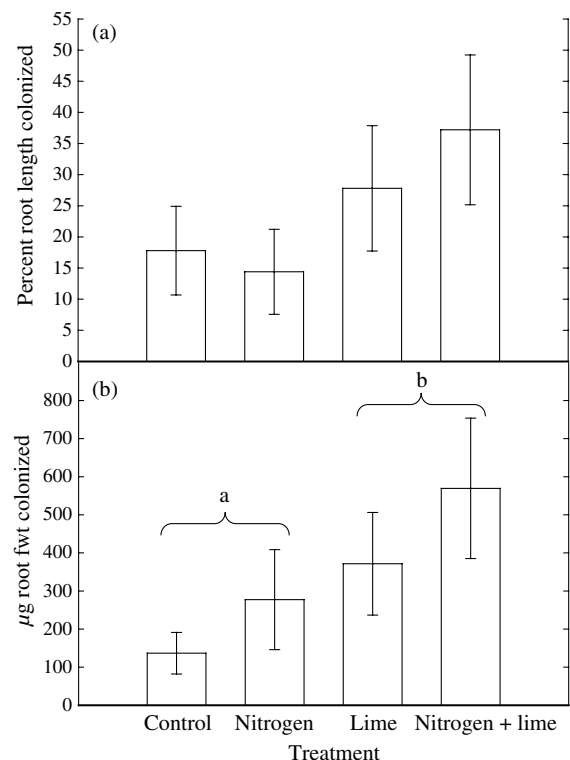 (a)
Percent root length colonized
55
50
45
40
35
30
25
20
15
10
5
0
(b)
µg root fwt colonized
800
700
600
500
400
300
200
100
0
a
b
Control Nitrogen Lime Nitrogen + lime
Treatment